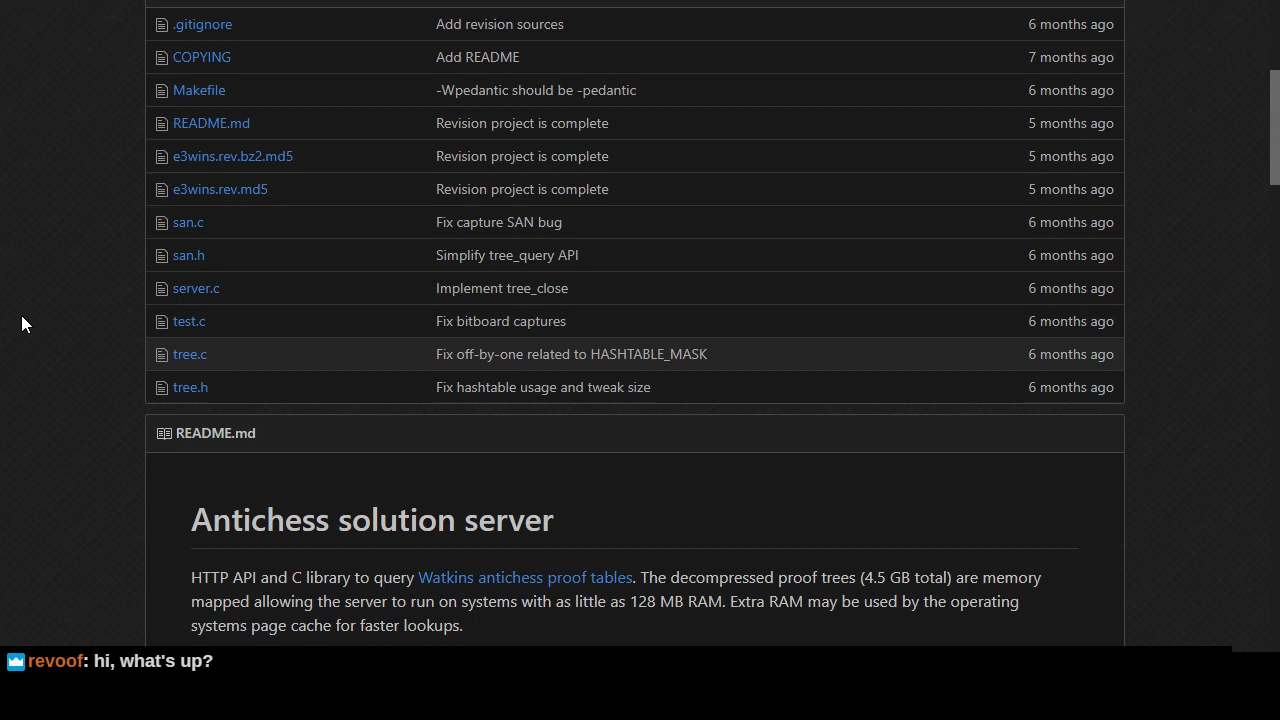 .gitignore Add revision sources 6 months ago
COPYING Add README 7 months ago
Makefile -Wpedantic should be -pedantic 6 months ago
README.md Revision project is complete 5 months ago
e3wins.rev.bz2.md5 Revision project is complete 5 months ago
e3wins.rev.md5 Revision project is complete 5 months ago
san.c Fix capture SAN bug 6 months ago
san.h Simplify tree_query API 6 months ago
server.c Implement tree_close 6 months ago
test.c Fix bitboard captures 6 months ago
tree.c Fix off-by-one related to HASHTABLE_MASK 6 months ago
tree.h Fix hashtable usage and tweak size 6 months ago
README.md
Antichess solution server
HTTP API and C library to query Watkins antichess proof tables. The decompressed proof trees (4.5 GB total) are memory
mapped allowing the server to run on systems with as little as 128 MB RAM. Extra RAM may be used by the operating
systems page cache for faster lookups.
revoof: hi, what's up?